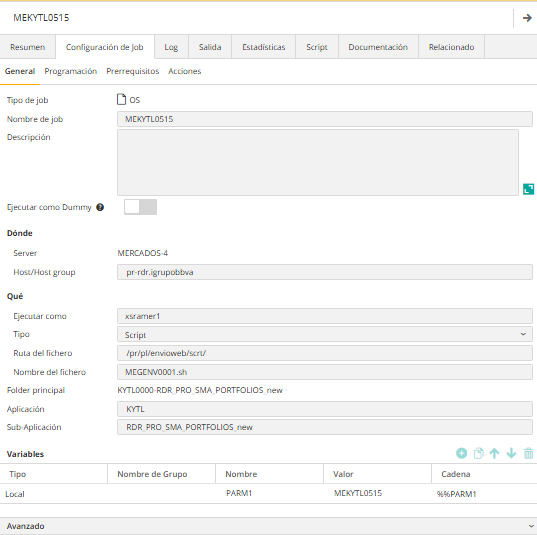 MEKYTL0515
Resumen Configuración de Job Log Salida Estadísticas Script Documentación Relacionado
General Programación Prerrequisitos Acciones
Tipo de job OS
Nombre de job MEKYTL0515
Descripción
Ejecutar como Dummy ?
Dónde
Server MERCADOS-4
Host/Host group pr-rdr.igrupobbva
Qué
Ejecutar como xsramer1
Tipo Script
Ruta del fichero /pr/pl/envioweb/scrt/
Nombre del fichero MEGENV0001.sh
Folder principal KYTL0000-RDR_PRO_SMA_PORTFOLIOS_new
Aplicación KYTL
Sub-Aplicación RDR_PRO_SMA_PORTFOLIOS_new
Variables
Tipo Nombre de Grupo Nombre Valor Cadena
Local PARM1 MEKYTL0515 %%PARM1
Avanzado